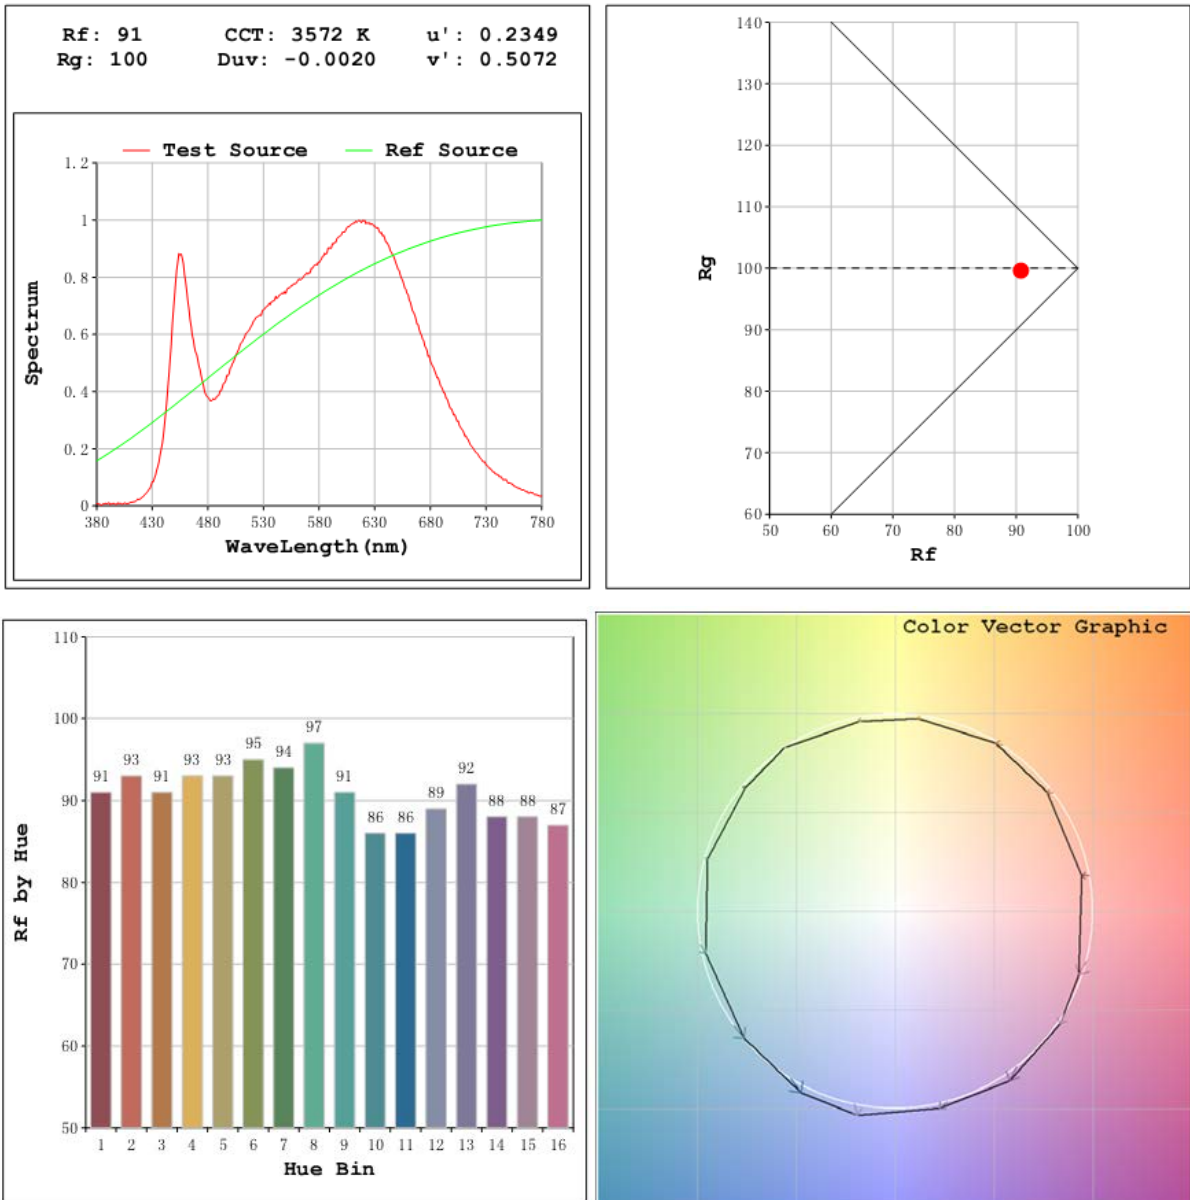 Rf: 91 CCT: 3572 K u': 0.2349
Rg: 100 Duv: -0.0020 v': 0.5072
Test Source Ref Source
1.2
1
0.8
0.6
0.4
0.2
0
Spectrum
380 430 480 530 580 630 680 730 780
WaveLength(nm)
140
130
120
110
100
90
80
70
60
Rg
50 60 70 80 90 100
Rf
110
100
90
80
70
60
50
Rf by Hue
91 93 91 93 93 95 94 97 91 86 86 89 92 88 88 87
1 2 3 4 5 6 7 8 9 10 11 12 13 14 15 16
Hue Bin
Color Vector Graphic